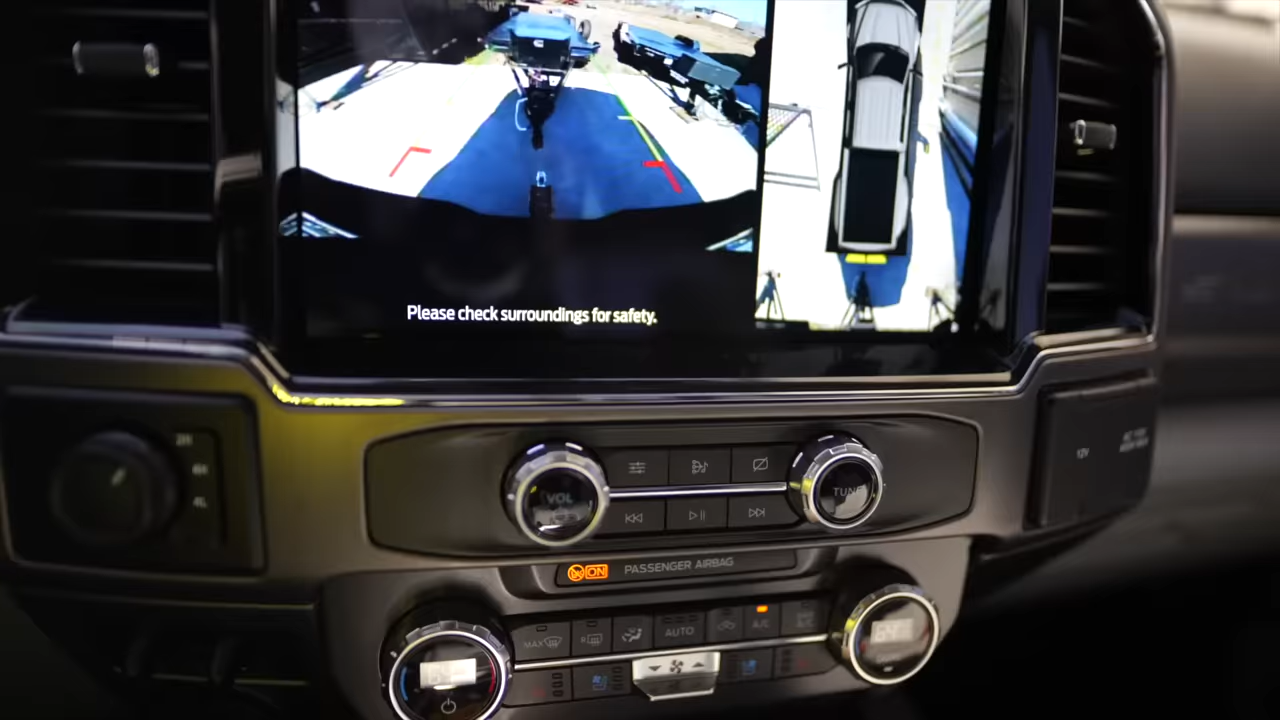 Please check surroundings for safety.
2H
4H
4L
12V
VOL
TUNE
ON
PASSENGER AIRBAG
MAX
R
AUTO
A/C